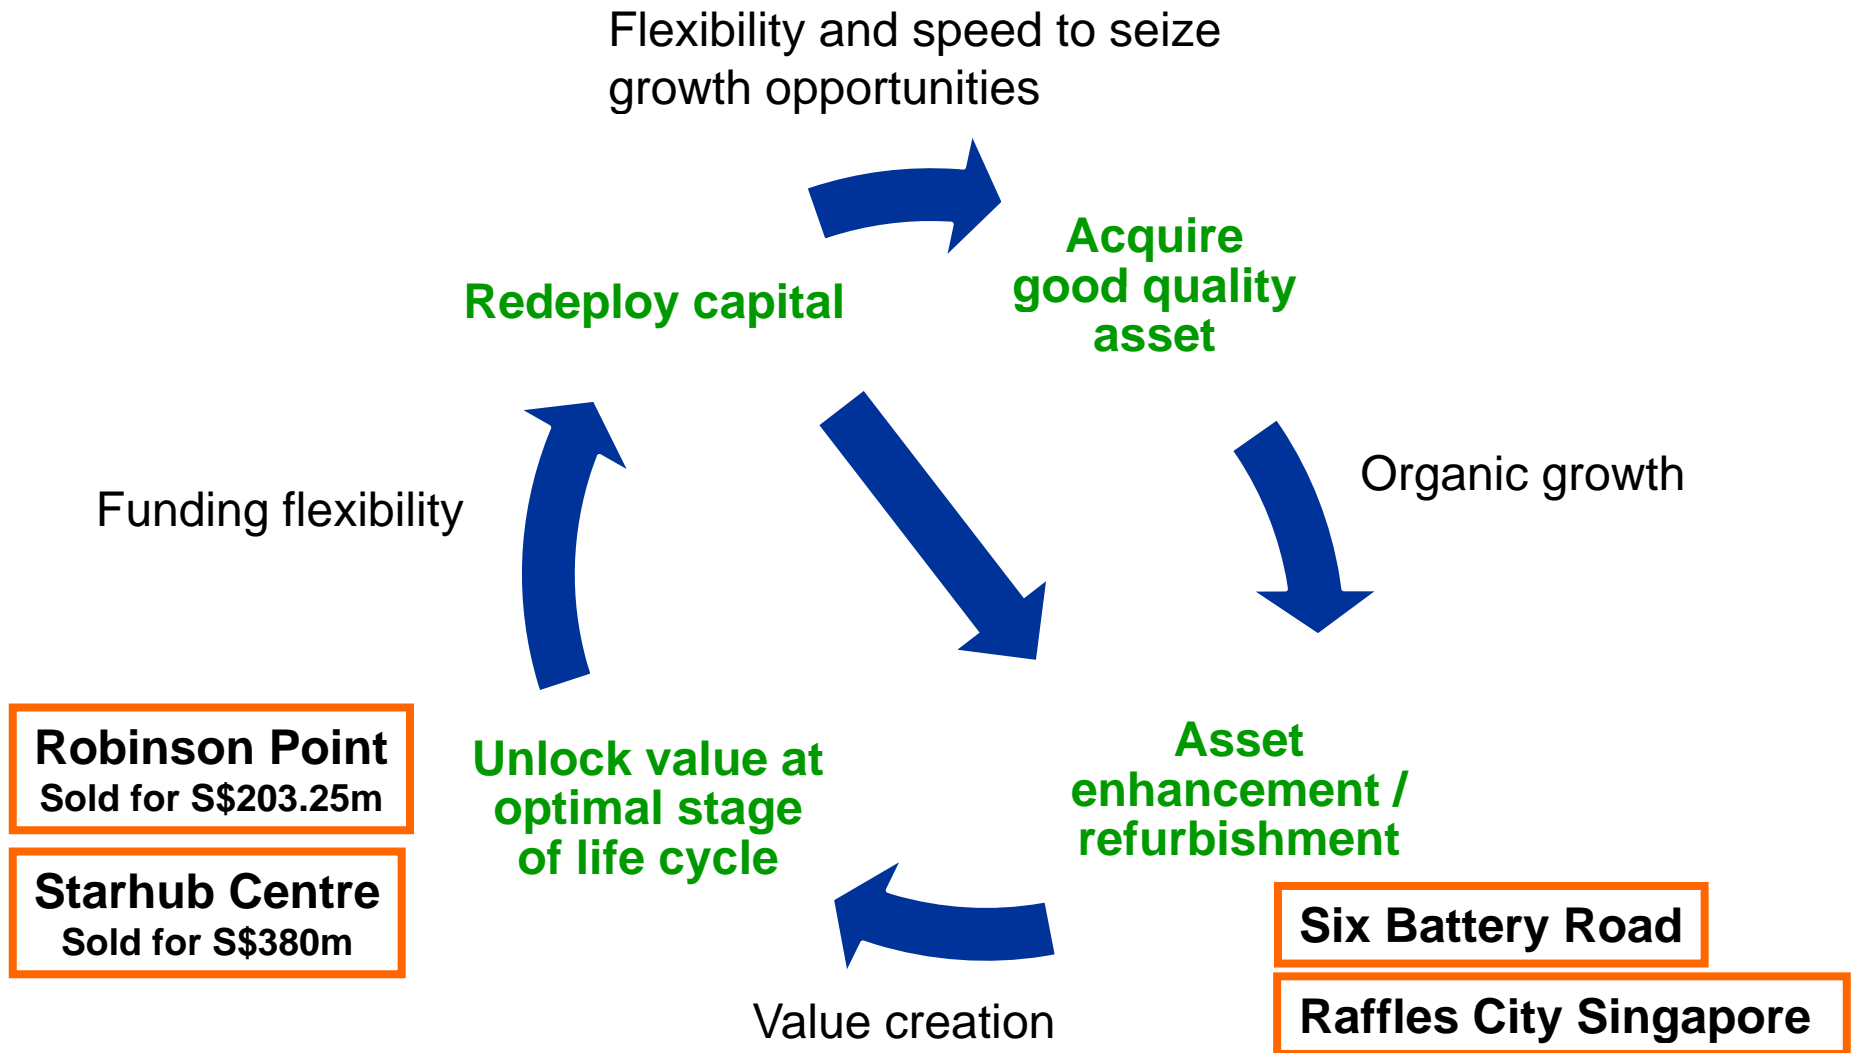 Flexibility and speed to seize
growth opportunities
Acquire
good quality
asset
Redeploy capital
Organic growth
Funding flexibility
Robinson Point
Sold for S$203.25m
Starhub Centre
Sold for S$380m
Unlock value at
optimal stage
of life cycle
Asset
enhancement /
refurbishment
Six Battery Road
Raffles City Singapore
Value creation